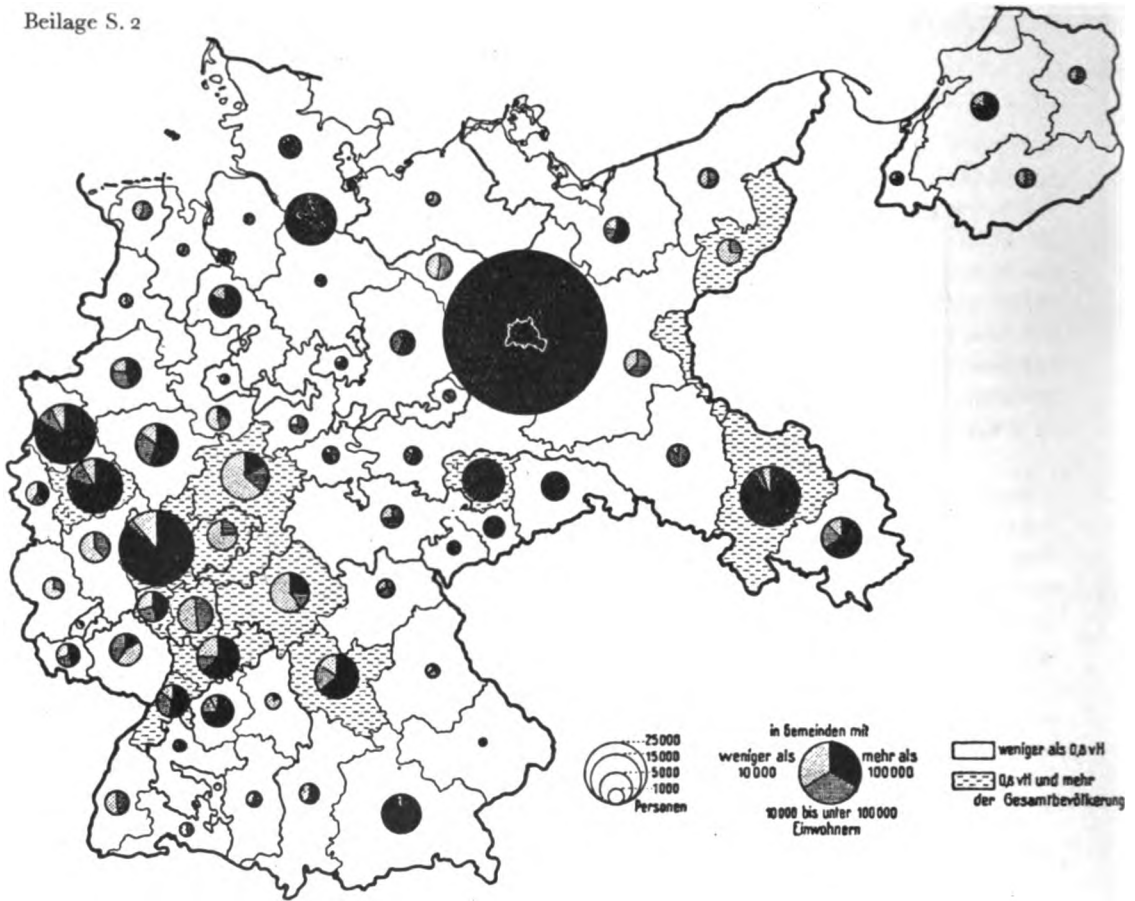 Beilage S. 2
25000
15000
5000
1000
Personen
in Gemeinden mit
weniger als
10 000
mehr als
100 000
10 000 bis unter 100 000
Einwohnern
weniger als 0,8 vH
0,8 vH und mehr
der Gesamtbevölkerung